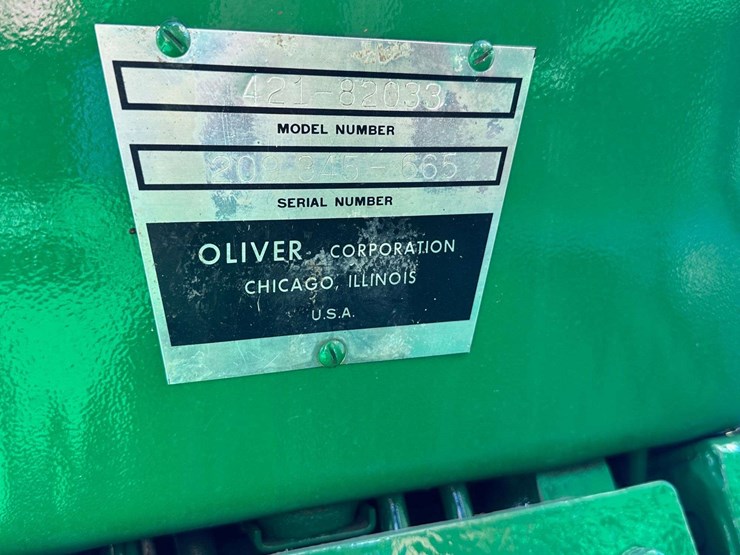 421-82033
MODEL NUMBER
SERIAL NUMBER
OLIVER CORPORATION
CHICAGO, ILLINOIS
U.S.A.